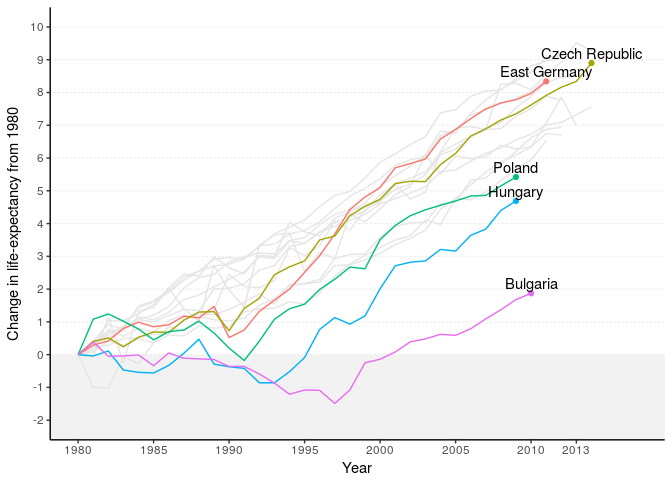 10
9
8
7
6
5
4
3
2
1
0
-1
-2
Change in life-expectancy from 1980
Czech Republic
East Germany
Poland
Hungary
Bulgaria
1980 1985 1990 1995 2000 2005 2010 2013
Year